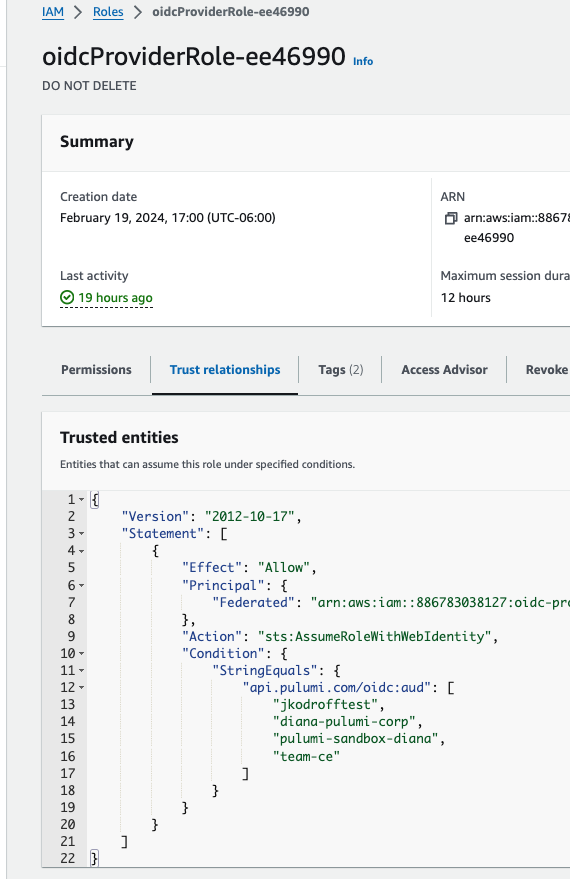 IAM > Roles > oidcProviderRole-ee46990
oidcProviderRole-ee46990 Info
DO NOT DELETE
Summary
Creation date
February 19, 2024, 17:00 (UTC-06:00)
ARN
arn:aws:iam::8867
ee46990
Last activity
19 hours ago
Maximum session dura
12 hours
Permissions Trust relationships Tags (2) Access Advisor Revoke
Trusted entities
Entities that can assume this role under specified conditions.
1 {
2 "Version": "2012-10-17",
3 "Statement": [
4 {
5 "Effect": "Allow",
6 "Principal": {
7 "Federated": "arn:aws:iam::886783038127:oidc-pro
8 },
9 "Action": "sts:AssumeRoleWithWebIdentity",
10 "Condition": {
11 "StringEquals": {
12 "api.pulumi.com/oidc:aud": [
13 "jkodrofftest",
14 "diana-pulumi-corp",
15 "pulumi-sandbox-diana",
16 "team-ce"
17 ]
18 }
19 }
20 }
21 ]
22 }